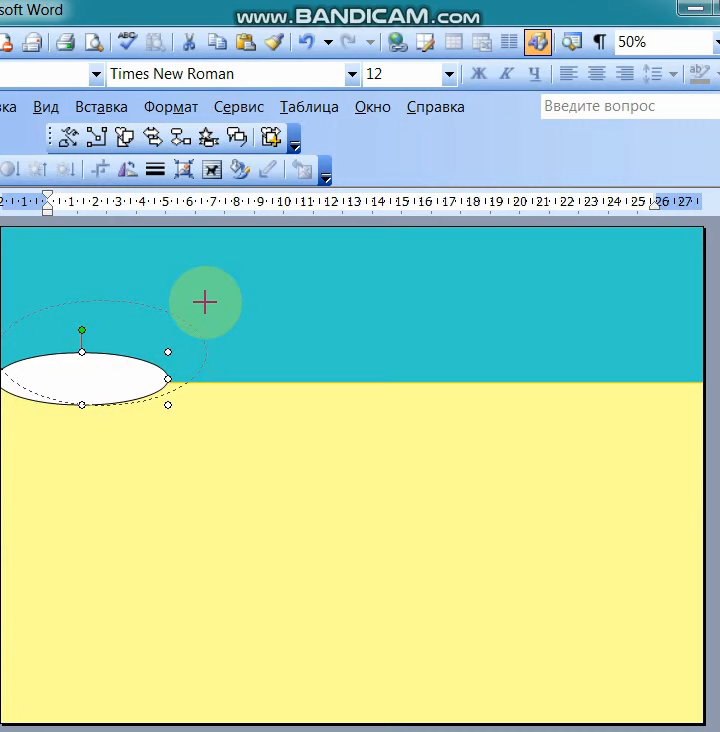 soft Word
www.BANDICAM.com
ABC
50%
Times New Roman
12
Ж К Ч
ab
вка Вид Вставка Формат Сервис Таблица Окно Справка
Введите вопрос
2 1 1 2 3 4 5 6 7 8 9 10 11 12 13 14 15 16 17 18 19 20 21 22 23 24 25 26 27